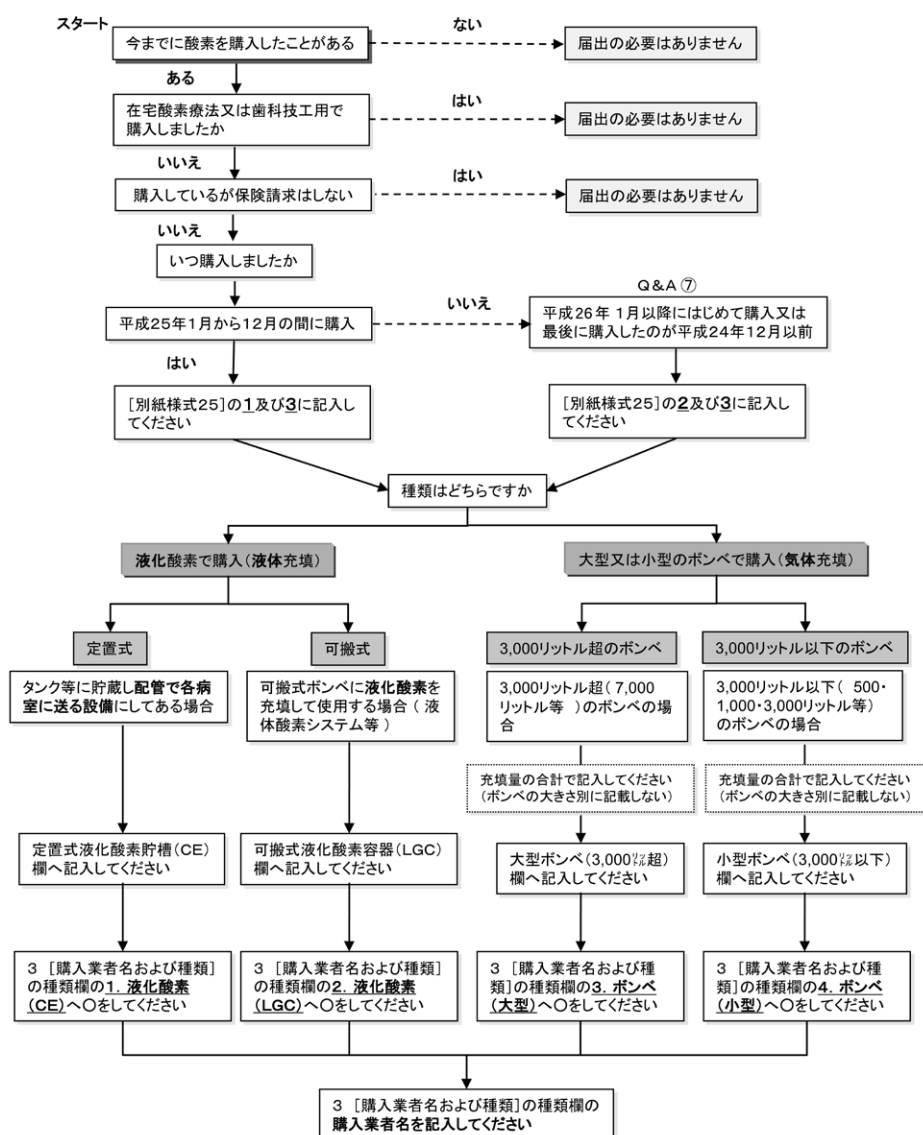 スタート
今までに酸素を購入したことがある
ない
届出の必要はありません
ある
在宅酸素療法又は歯科技工用で
購入しましたか
はい
届出の必要はありません
いいえ
購入しているが保険請求はしない
はい
届出の必要はありません
いいえ
いつ購入しましたか
平成25年1月から12月の間に購入
いいえ
Q&A⑦
平成26年 1月以降にはじめて購入又は
最後に購入したのが平成24年12月以前
はい
[別紙様式25]の1及び3に記入し
てください
[別紙様式25]の2及び3に記入し
てください
種類はどちらですか
液化酸素で購入(液体充填)
大型又は小型のボンベで購入(気体充填)
定置式
可搬式
3,000リットル超のボンベ
3,000リットル以下のボンベ
タンク等に貯蔵し配管で各病
室に送る設備にしてある場合
可搬式ボンベに液化酸素を
充填して使用する場合( 液
体酸素システム等 )
3,000リットル超( 7,000
リットル等 )のボンベの場
合
3,000リットル以下( 500・
1,000・3,000リットル等)
のボンベの場合
充填量の合計で記入してください
(ボンベの大きさ別に記載しない)
充填量の合計で記入してください
(ボンベの大きさ別に記載しない)
定置式液化酸素貯槽(CE)
欄へ記入してください
可搬式液化酸素容器(LGC)
欄へ記入してください
大型ボンベ(3,000㍑超)
欄へ記入してください
小型ボンベ(3,000㍑以下)
欄へ記入してください
3 [購入業者名および種類]
の種類欄の1. 液化酸素
(CE)へ○をしてください
3 [購入業者名および種類]
の種類欄の2. 液化酸素
(LGC)へ○をしてください
3 [購入業者名および種
類]の種類欄の3. ボンベ
(大型)へ○をしてください
3 [購入業者名および種
類]の種類欄の4. ボンベ
(小型)へ○をしてください
3 [購入業者名および種類]の種類欄の
購入業者名を記入してください